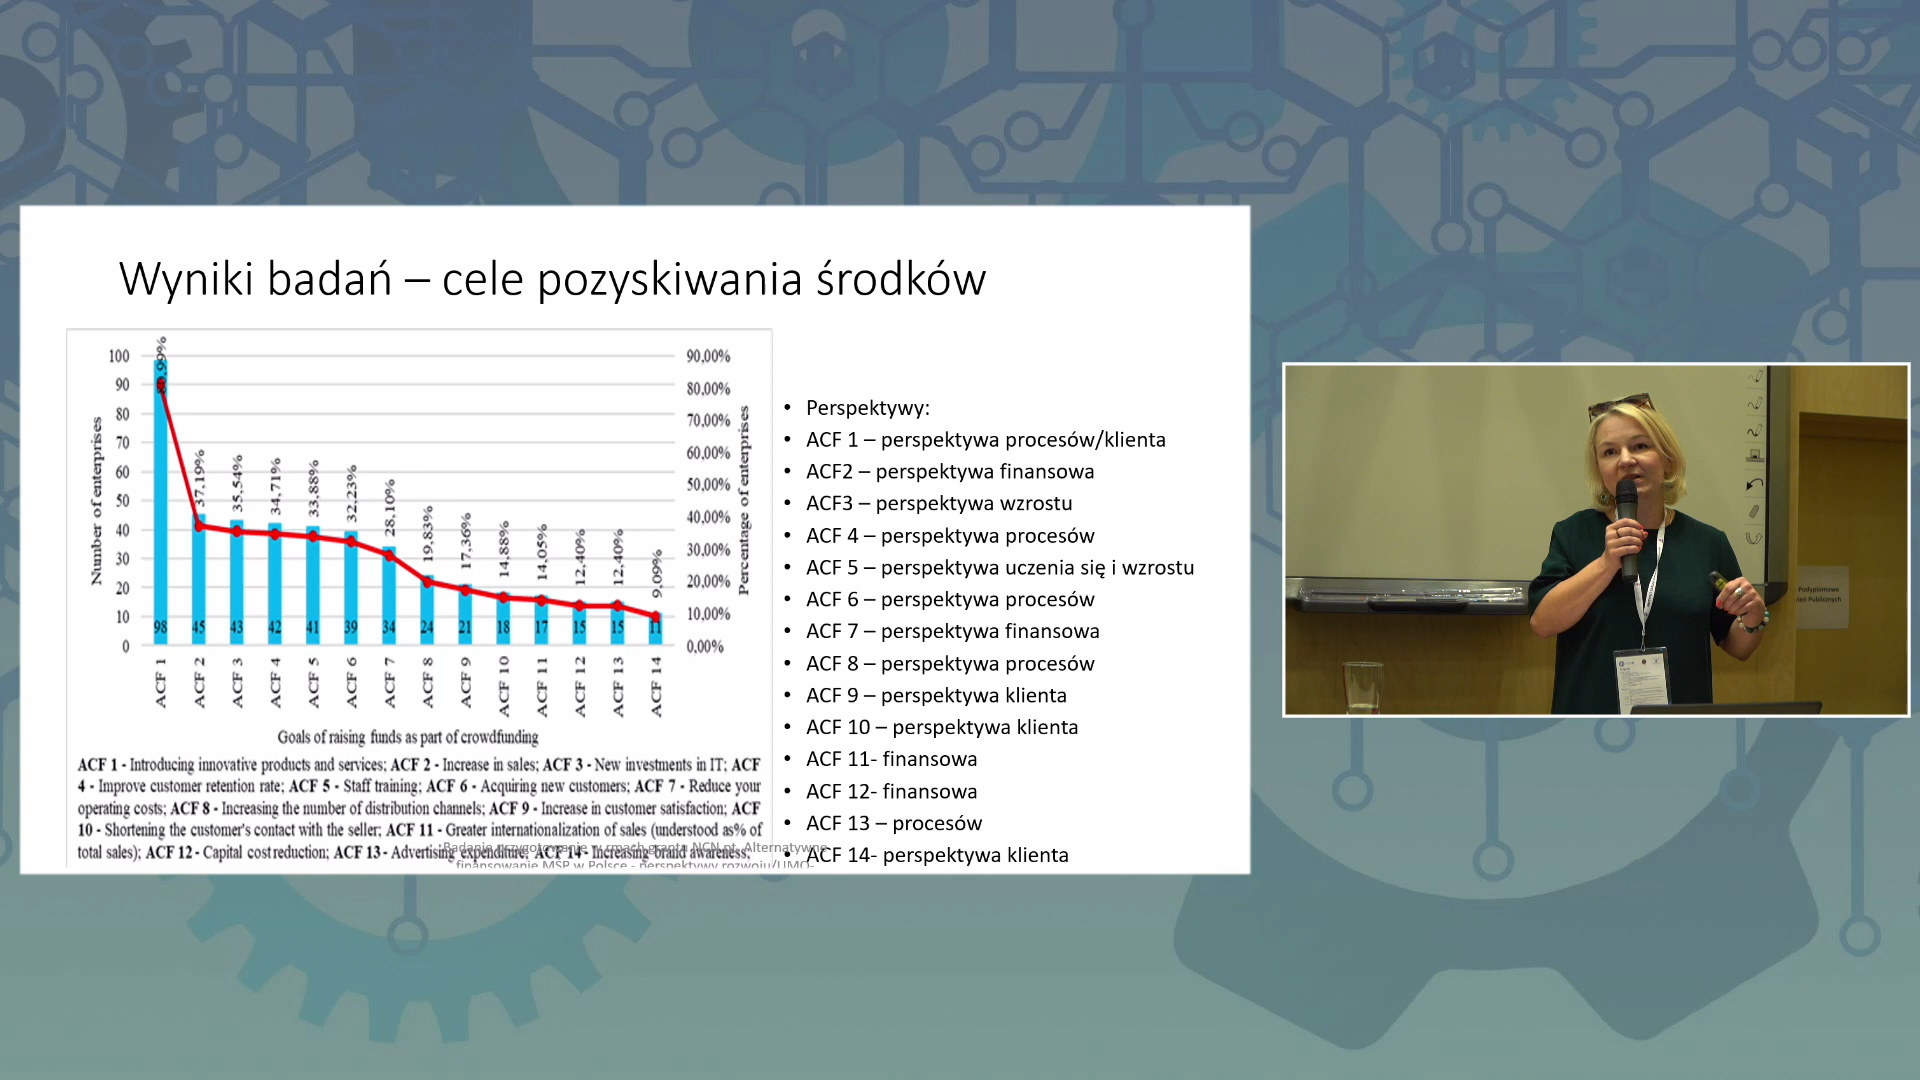 Wyniki badań – cele pozyskiwania środków
100
90
80
70
60
50
40
30
20
10
0
Number of enterprises
37,19%
35,54%
34,71%
33,88%
32,23%
28,10%
19,83%
17,36%
14,88%
14,05%
12,40%
12,40%
9,09%
98
45
43
42
41
39
34
24
21
18
17
15
15
11
90,00%
80,00%
70,00%
60,00%
50,00%
40,00%
30,00%
20,00%
10,00%
0,00%
Percentage of enterprises
ACF 1
ACF 2
ACF 3
ACF 4
ACF 5
ACF 6
ACF 7
ACF 8
ACF 9
ACF 10
ACF 11
ACF 12
ACF 13
ACF 14
Goals of raising funds as part of crowdfunding
ACF 1 - Introducing innovative products and services; ACF 2 - Increase in sales; ACF 3 - New investments in IT; ACF
4 - Improve customer retention rate; ACF 5 - Staff training; ACF 6 - Acquiring new customers; ACF 7 - Reduce your
operating costs; ACF 8 - Increasing the number of distribution channels; ACF 9 - Increase in customer satisfaction; ACF
10 - Shortening the customer's contact with the seller; ACF 11 - Greater internationalization of sales (understood as% of
total sales); ACF 12 - Capital cost reduction; ACF 13 - Advertising expenditure; ACF 14 - Increasing brand awareness.
• Perspektywy:
• ACF 1 – perspektywa procesów/klienta
• ACF2 – perspektywa finansowa
• ACF3 – perspektywa wzrostu
• ACF 4 – perspektywa procesów
• ACF 5 – perspektywa uczenia się i wzrostu
• ACF 6 – perspektywa procesów
• ACF 7 – perspektywa finansowa
• ACF 8 – perspektywa procesów
• ACF 9 – perspektywa klienta
• ACF 10 – perspektywa klienta
• ACF 11- finansowa
• ACF 12- finansowa
• ACF 13 – procesów
• ACF 14- perspektywa klienta
Alternatywne
finansowanie MSP w Polsce - perspektywy rozwoju
Podyplomowe
Publicznych